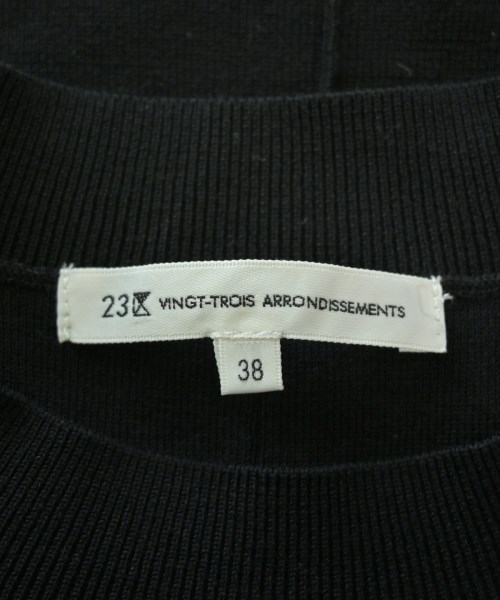 23区 VINGT-TROIS ARRONDISSEMENTS
38